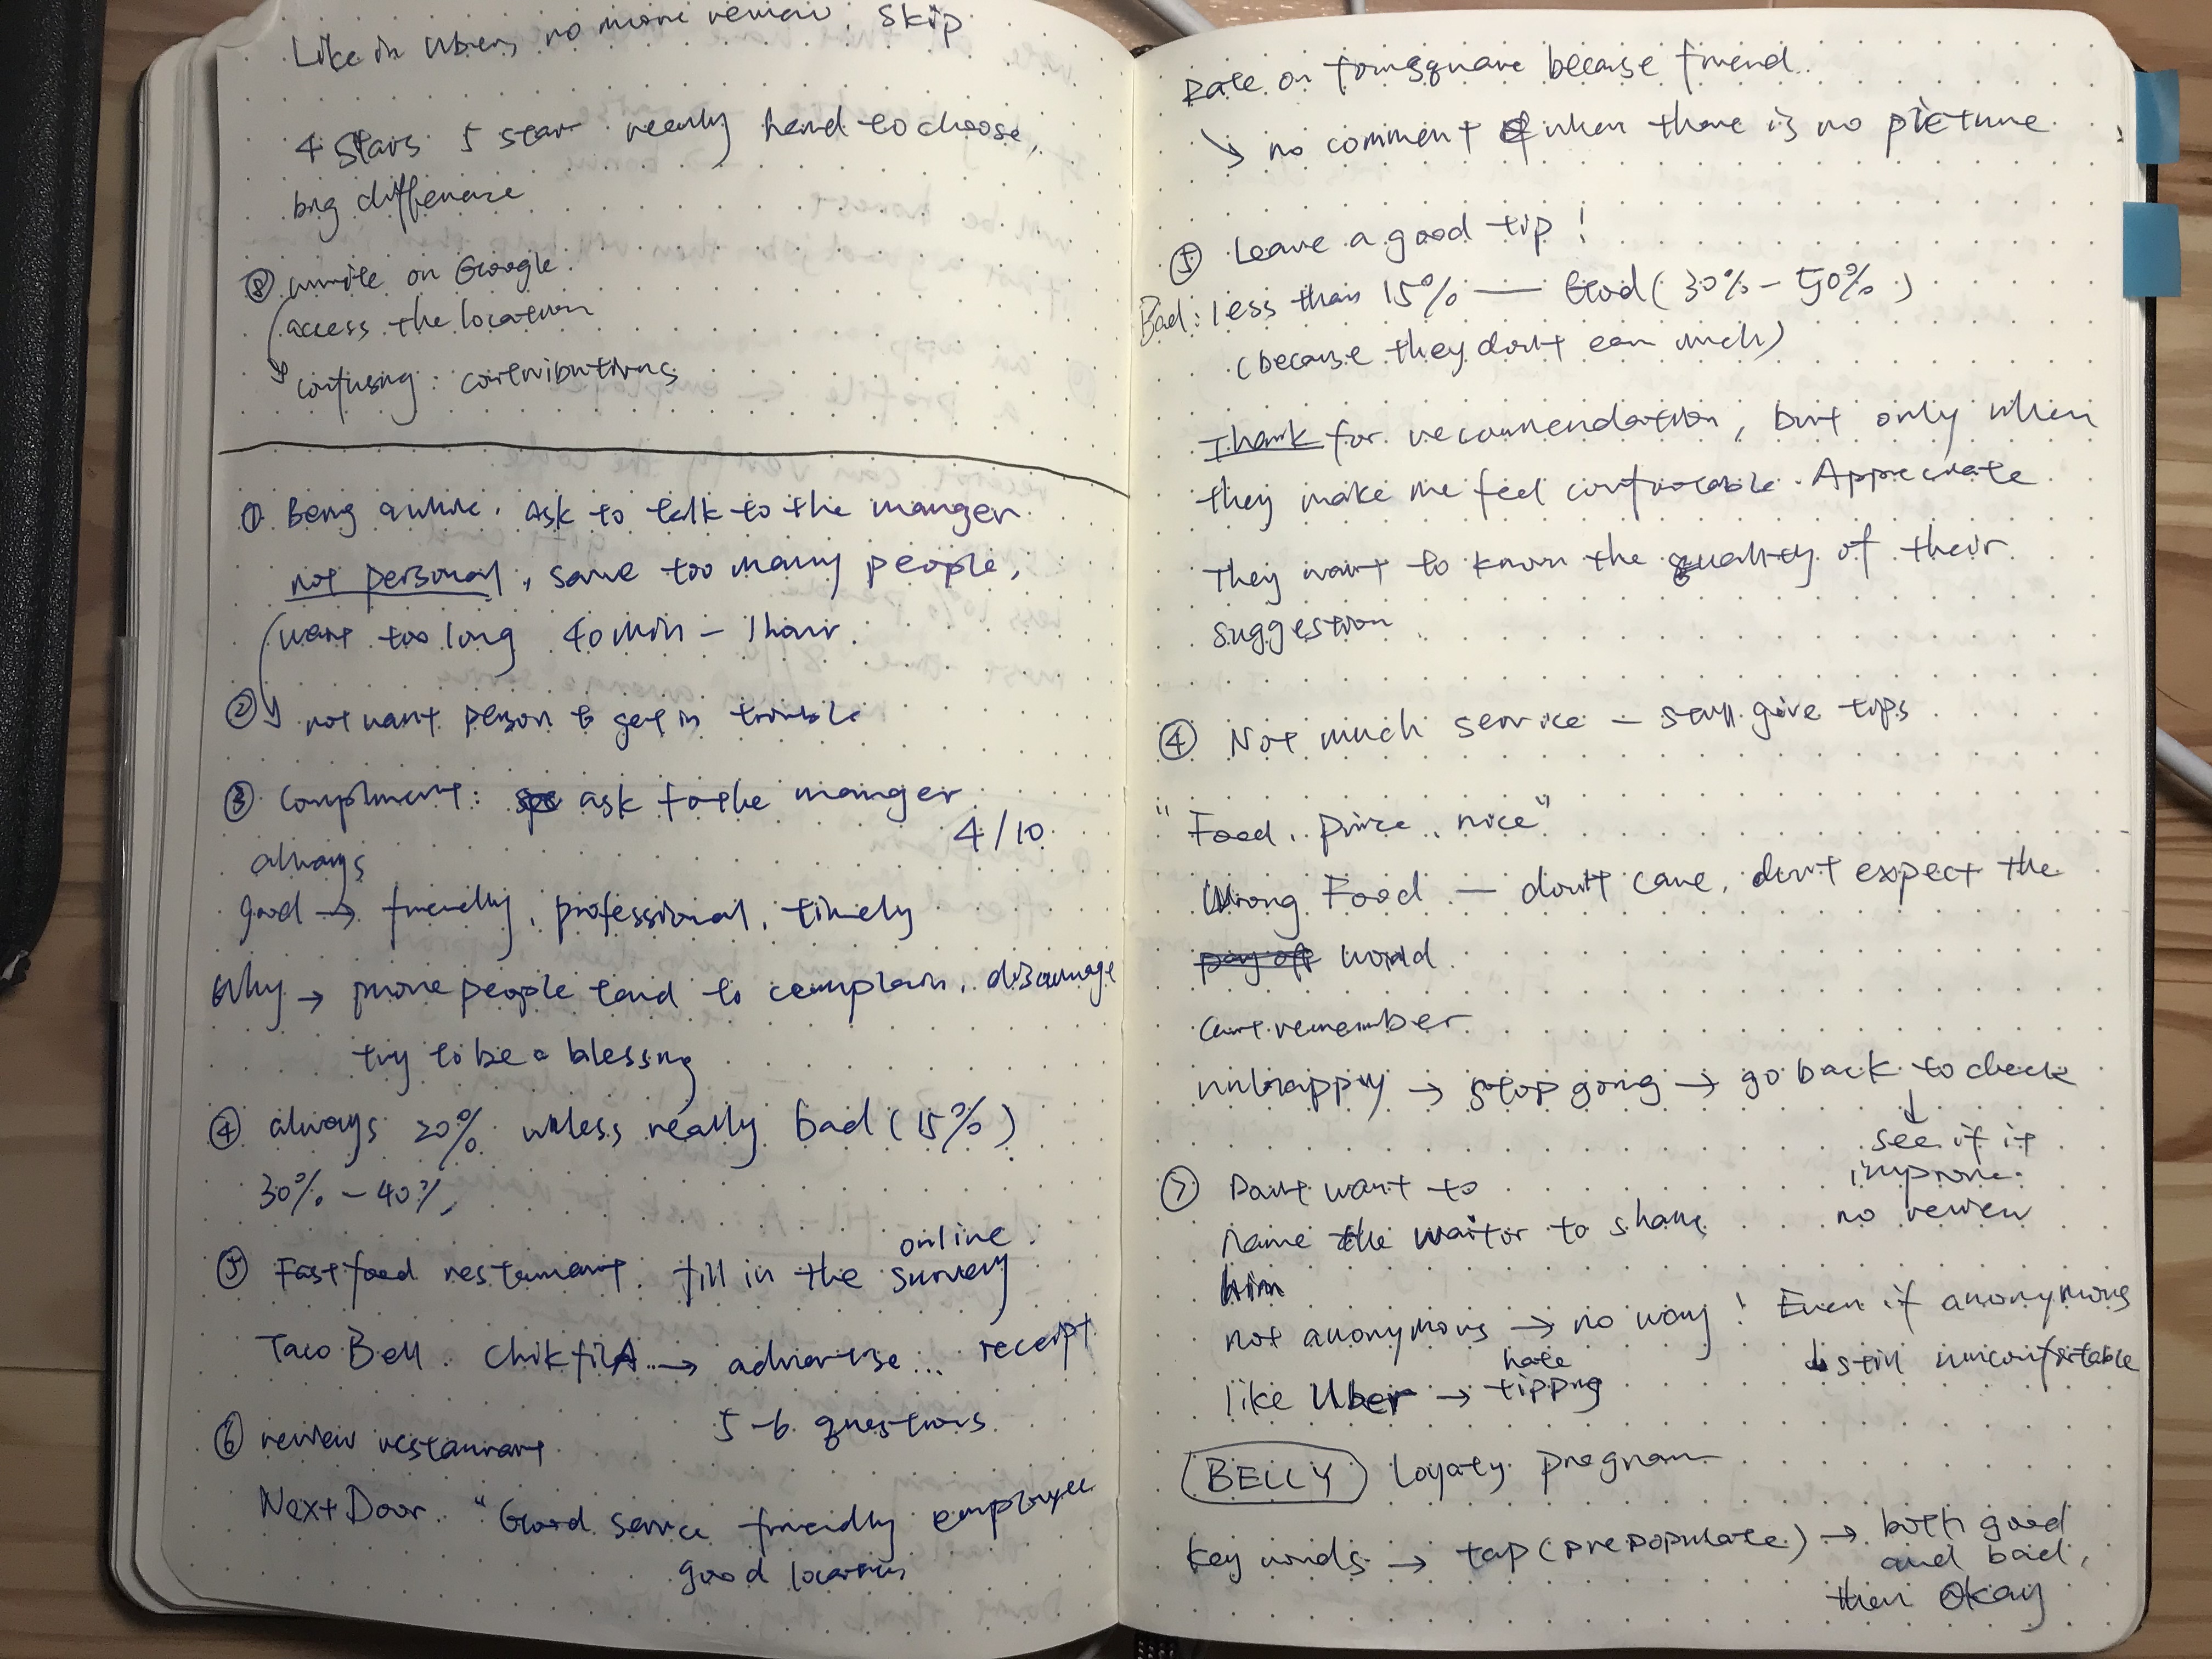 Like in Uber, no more review, skip
4 stars 5 star really hard to choose,
big difference
⑧ write on Google
access the location
confusing: contributions
① Being awhile. ask to talk to the manger
not personal, same too many people,
want too long 40 min – 1 hour.
② not want person to get in trouble
③ Compliment: ask to the manger
4/10
always
good → friendly, professional, timely
Why → more people tend to complain, discourage
try to be a blessing
④ always 20% unless really bad (15%)
30% – 40%
online
⑤ Fast food restaurant. fill in the survey
Taco Bell. Chikfil A → advertise... receipt
5–6 questions
⑥ review restaurant
Next Door. "Good service friendly employee
good location
Rate on foursquare because friend..
↘ no comment when there is no picture
⑤ Leave a good tip!
Bad: less than 15% — Good (30% – 50%)
(because they don't earn much)
Thank for recommendation, but only when
they make me feel comfortable. Appreciate
They want to know the quality of their
suggestion
④ Not much service – still give tips
"Food, price, nice"
Wrong Food — don't care, don't expect the
pay off world
can't remember
unhappy → stop going → go back to check
↓
see if it
improve.
no review
⑦ Don't want to
name the waitor to shame
him
not anonymous → no way! Even if anonymous
↳ still uncomfortable
hate
like Uber → tipping
BELLY Loyalty program
key words → tap (prepopulate) → both good
and bad,
then okay